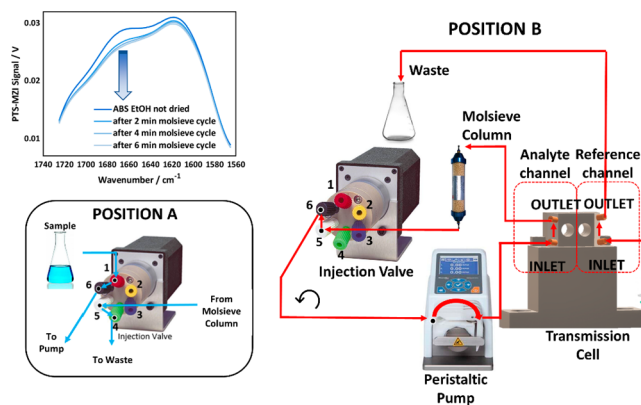 0.03
0.02
0.01
PTS-MZI Signal / V
ABS EtOH not dried
after 2 min molsieve cycle
after 4 min molsieve cycle
after 6 min molsieve cycle
1740 1720 1700 1680 1660 1640 1620 1600 1580 1560
Wavenumber / cm⁻¹
POSITION A
Sample
1
2
3
4
5
6
From
Molsieve
Column
To
Pump
To Waste
Injection Valve
POSITION B
Waste
Molsieve
Column
1
2
3
4
5
6
Injection Valve
Peristaltic
Pump
Analyte
channel
Reference
channel
OUTLET
OUTLET
INLET
INLET
Transmission
Cell